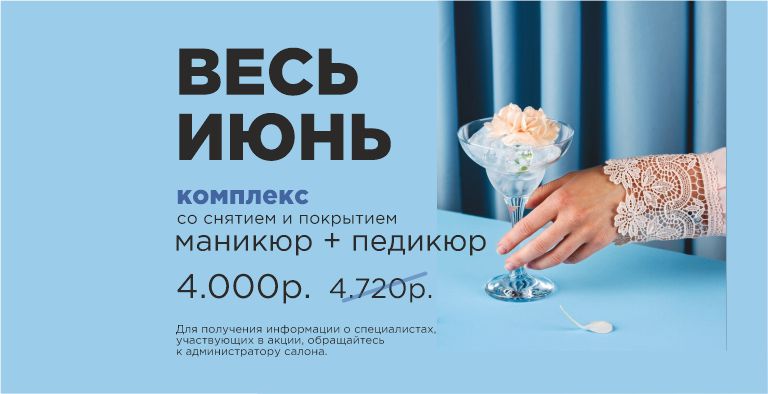 ВЕСЬ
ИЮНЬ
комплекс
со снятием и покрытием
маникюр + педикюр
4.000р. 4.720р.
Для получения информации о специалистах,
участвующих в акции, обращайтесь
к администратору салона.